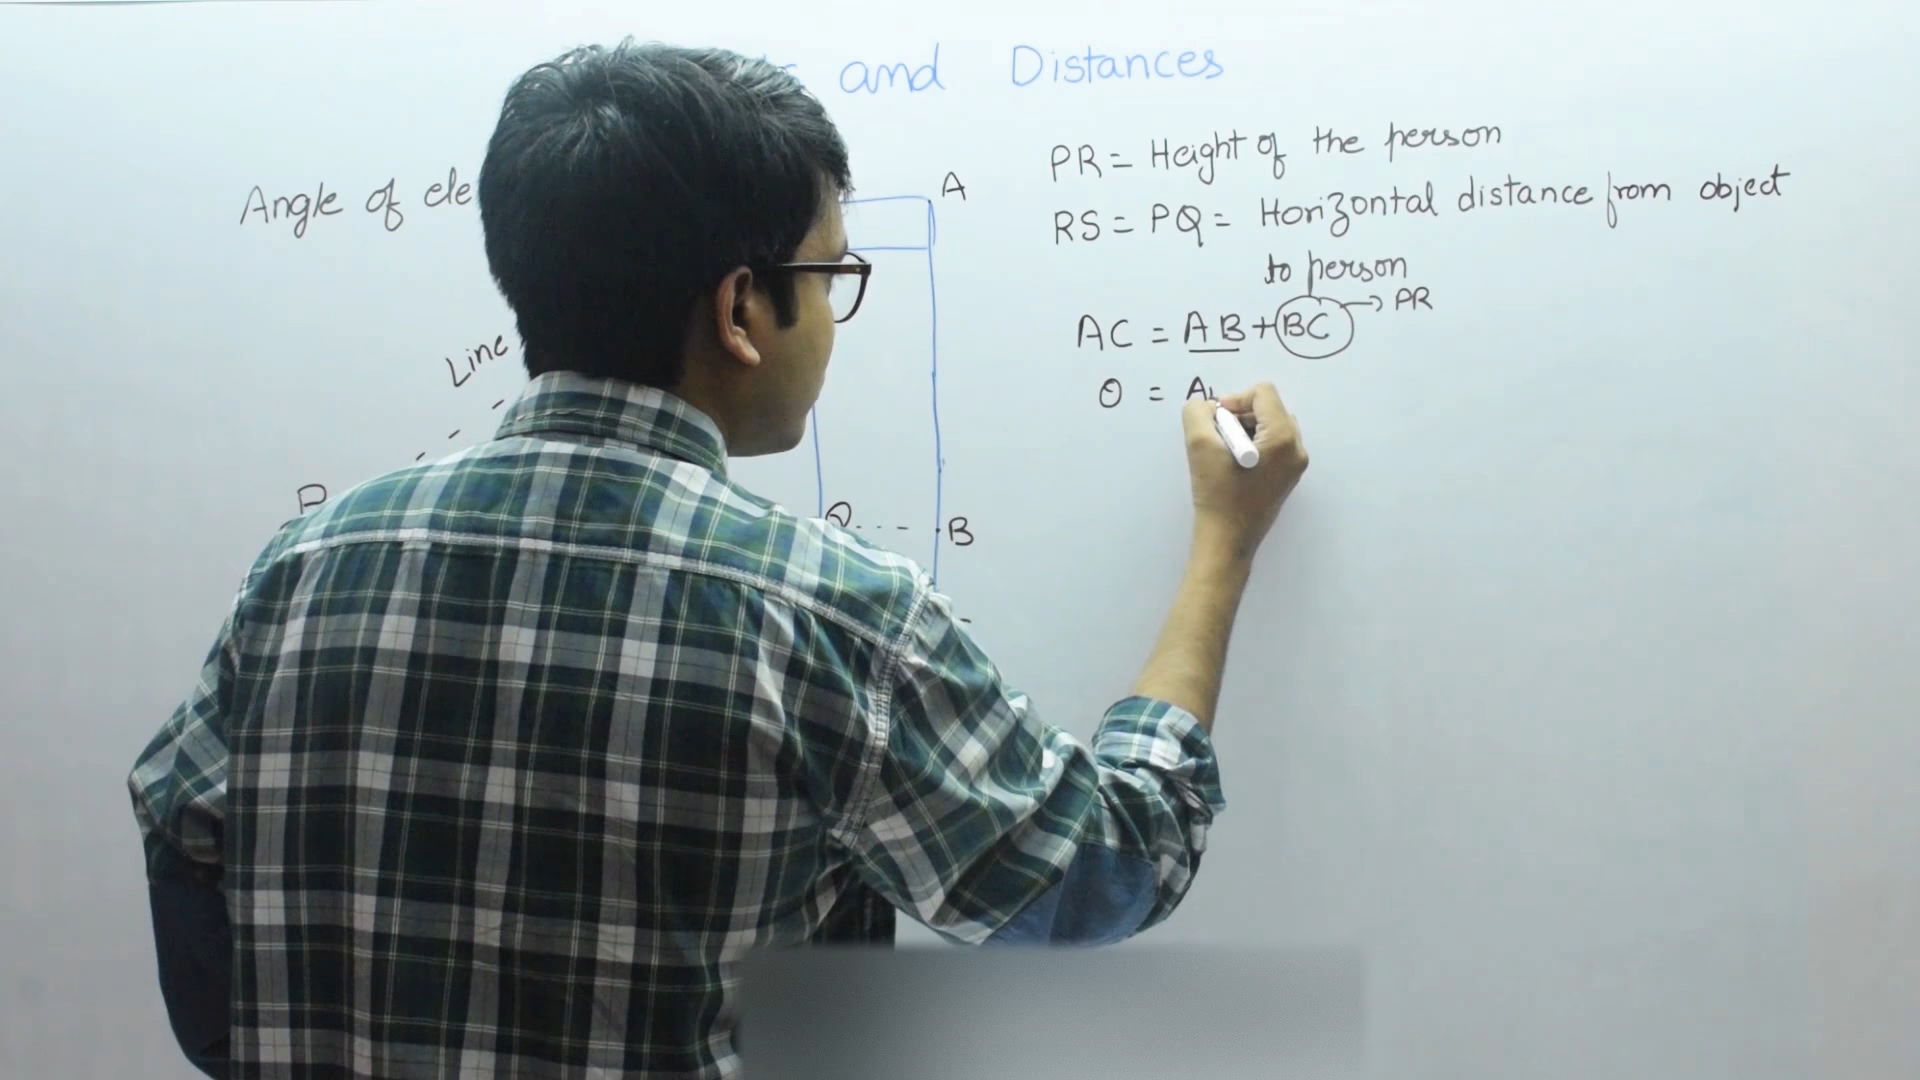 and Distances
Angle of ele
Line
A
P
Q
B
PR = Height of the person
RS = PQ = Horizontal distance from object
to person
AC = AB + BC → PR
θ = A